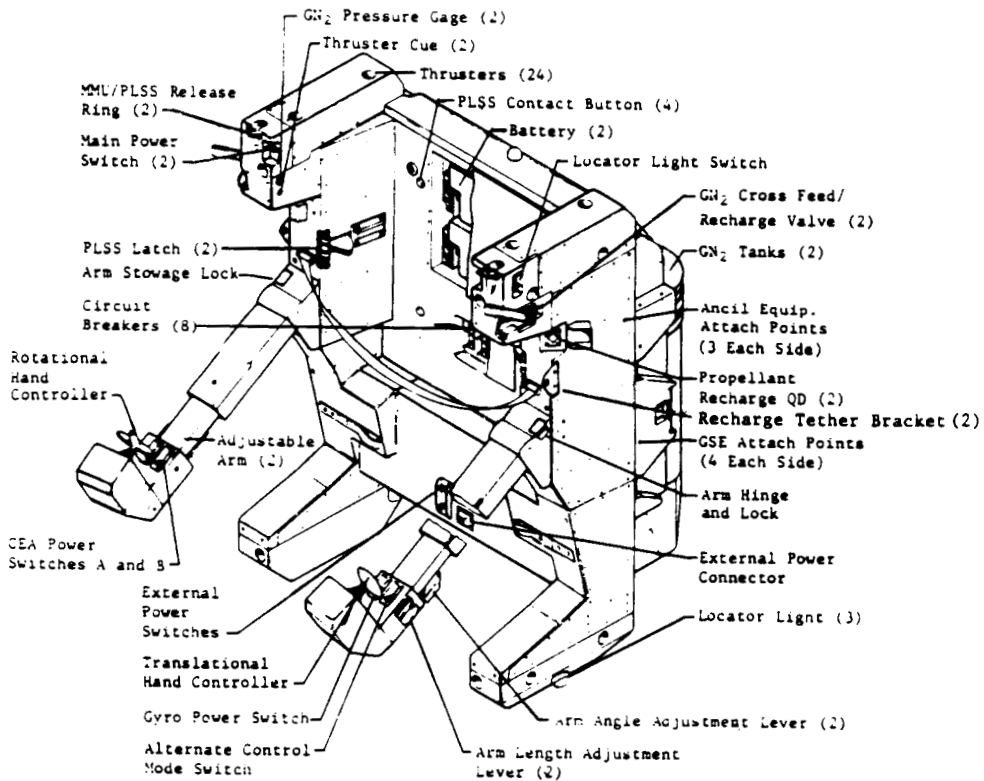 GN2 Pressure Gage (2)
Thruster Cue (2)
Thrusters (24)
MMU/PLSS Release
Ring (2)
PLSS Contact Button (4)
Main Power
Switch (2)
Battery (2)
Locator Light Switch
GN2 Cross Feed/
Recharge Valve (2)
PLSS Latch (2)
GN2 Tanks (2)
Arm Stowage Lock
Circuit
Breakers (8)
Ancil Equip.
Attach Points
(3 Each Side)
Rotational
Hand
Controller
Propellant
Recharge QD (2)
Recharge Tether Bracket (2)
Adjustable
Arm (2)
GSE Attach Points
(4 Each Side)
Arm Hinge
and Lock
CEA Power
Switches A and B
External Power
Connector
External
Power
Switches
Locator Light (3)
Translational
Hand Controller
Gyro Power Switch
Arm Angle Adjustment Lever (2)
Alternate Control
Mode Switch
Arm Length Adjustment
Lever (2)